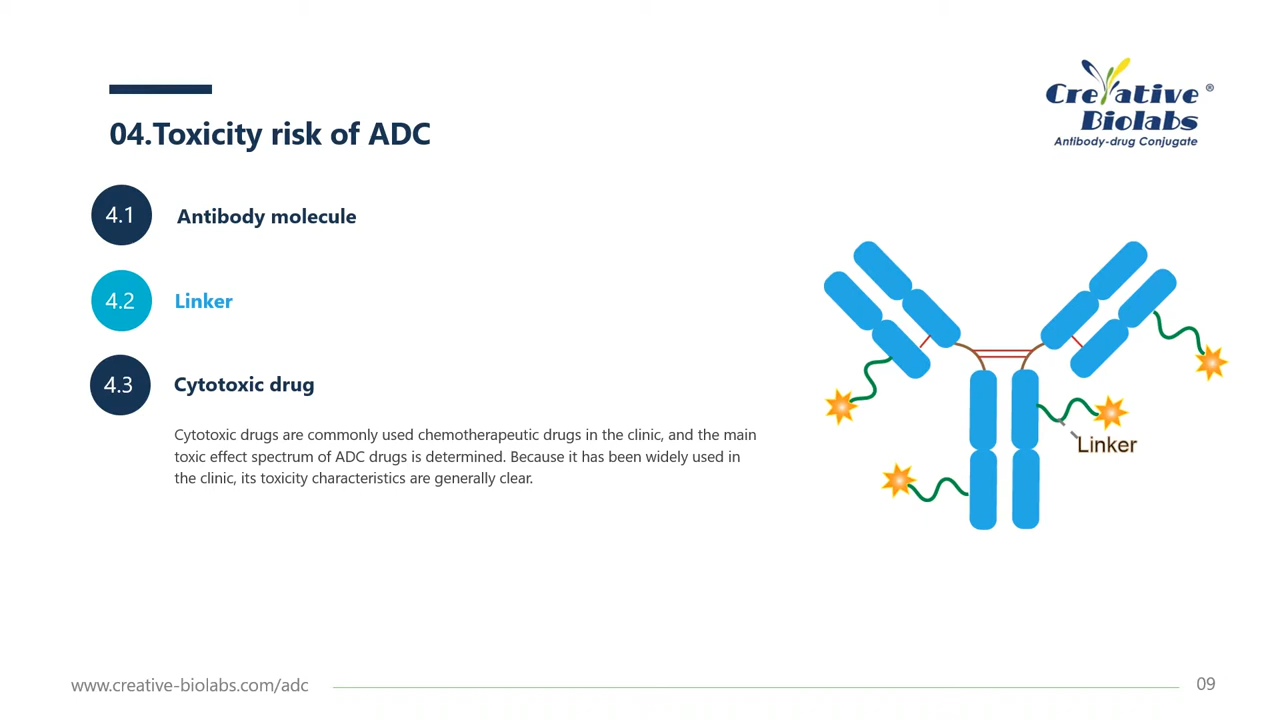 Creative®
Biolabs
Antibody-drug Conjugate
04.Toxicity risk of ADC
4.1 Antibody molecule
4.2 Linker
4.3 Cytotoxic drug
Cytotoxic drugs are commonly used chemotherapeutic drugs in the clinic, and the main
toxic effect spectrum of ADC drugs is determined. Because it has been widely used in
the clinic, its toxicity characteristics are generally clear.
Linker
www.creative-biolabs.com/adc
09